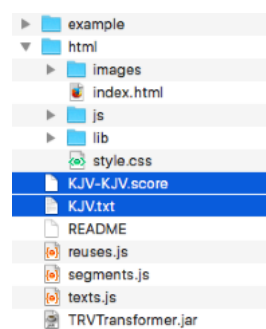 example
html
images
index.html
js
lib
style.css
KJV-KJV.score
KJV.txt
README
reuses.js
segments.js
texts.js
TRVTransformer.jar